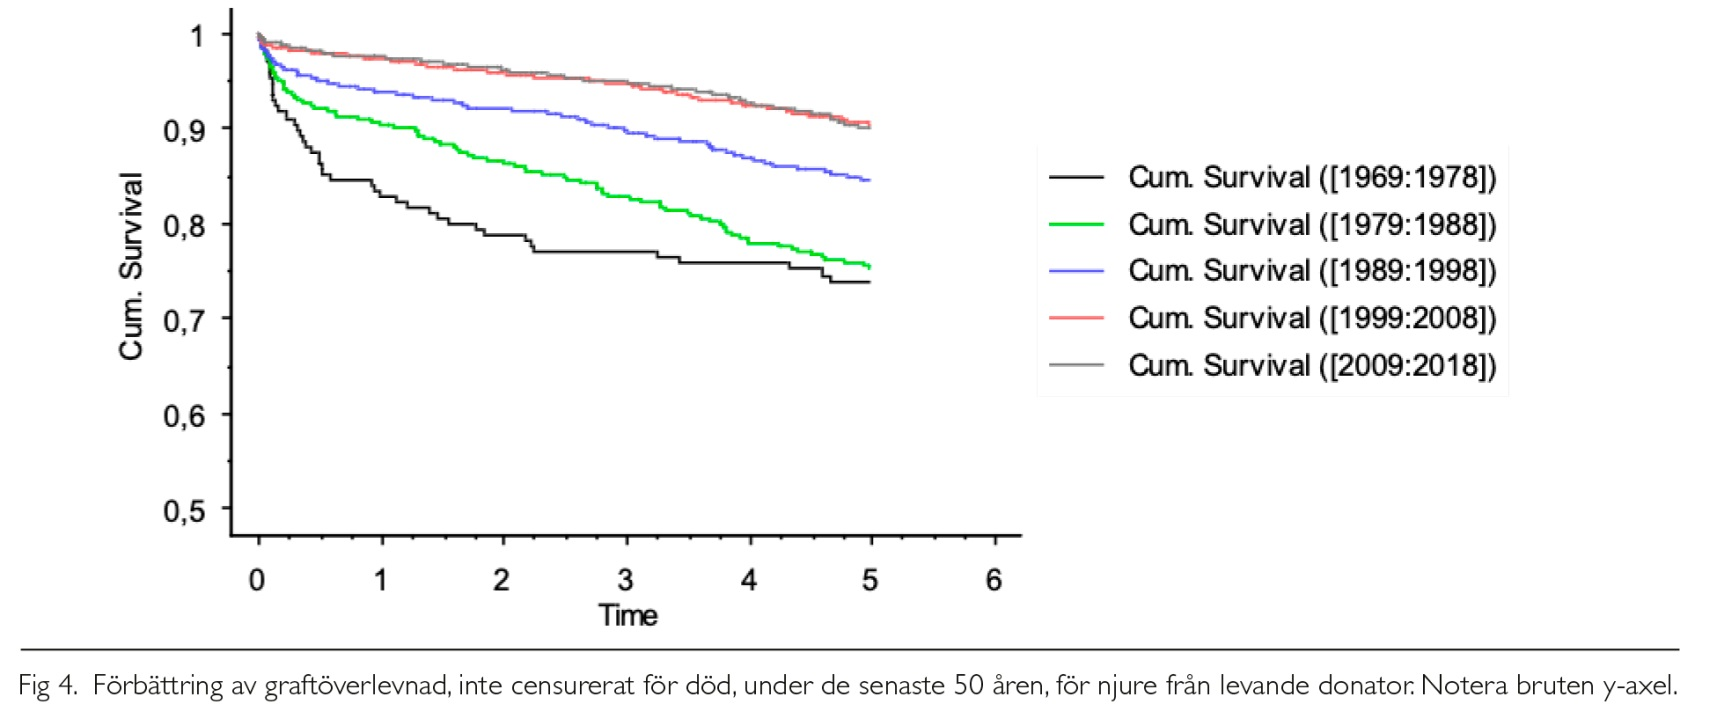 1
0,9
0,8
0,7
0,6
0,5
Cum. Survival
0 1 2 3 4 5 6
Time
Cum. Survival ([1969:1978])
Cum. Survival ([1979:1988])
Cum. Survival ([1989:1998])
Cum. Survival ([1999:2008])
Cum. Survival ([2009:2018])
Fig 4. Förbättring av graftöverlevnad, inte censurerat för död, under de senaste 50 åren, för njure från levande donator. Notera bruten y-axel.